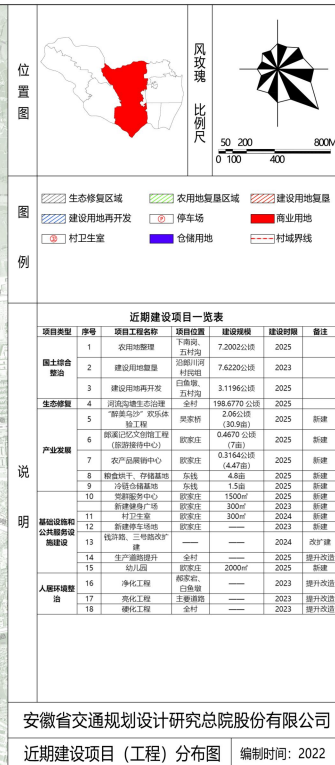 位置图
风玫瑰 比例尺
50 200 800M
0 100 400
图例
生态修复区域 农用地复垦区域 建设用地复垦
建设用地再开发 停车场 商业用地
村卫生室 仓储用地 村域界线
说明
近期建设项目一览表
项目类型 序号 项目工程名称 项目位置 建设规模 建设时限 备注
国土综合整治 1 农用地整理 下南岗、五村沟 7.2002公顷 2025
2 建设用地复垦 沿郎川河村民组 7.6220公顷 2023
3 建设用地再开发 白鱼墩、五村沟 3.1196公顷 2025
生态修复 4 河流沟塘生态治理 全村 198.6770公顷 2025
产业发展 5 “醉美乌沙”欢乐体验工程 吴家桥 2.06公顷（30.9亩） 2025 新建
6 郎溪记忆文创馆工程（旅游接待中心） 欧家庄 0.4670公顷（7亩） 2025 新建
7 农产品展销中心 欧家庄 0.3164公顷（4.47亩） 2025 新建
8 粮食烘干、存储基地 东线 4.8亩 2025 新建
9 冷链仓储基地 东线 1.5亩 2025 新建
基础设施和公共服务设施建设 10 党群服务中心 欧家庄 1500㎡ 2025 新建
新建健身广场 欧家庄 300㎡ 2023 新建
11 村卫生室 欧家庄 300㎡ 2024 新建
12 新建停车场地 欧家庄 —— 2023 新建
13 钱浒路、三号路改扩建 —— —— 2024 改扩建
14 生产道路提升 全村 —— 2025 提升改造
15 幼儿园 欧家庄 2000㎡ 2025 新建
人居环境整治 16 净化工程 郝家岩、白鱼墩 —— 2023 提升改造
17 亮化工程 主要道路 —— 2023 提升改造
18 硬化工程 全村 —— 2023 提升改造
安徽省交通规划设计研究总院股份有限公司
近期建设项目（工程）分布图 编制时间：2022